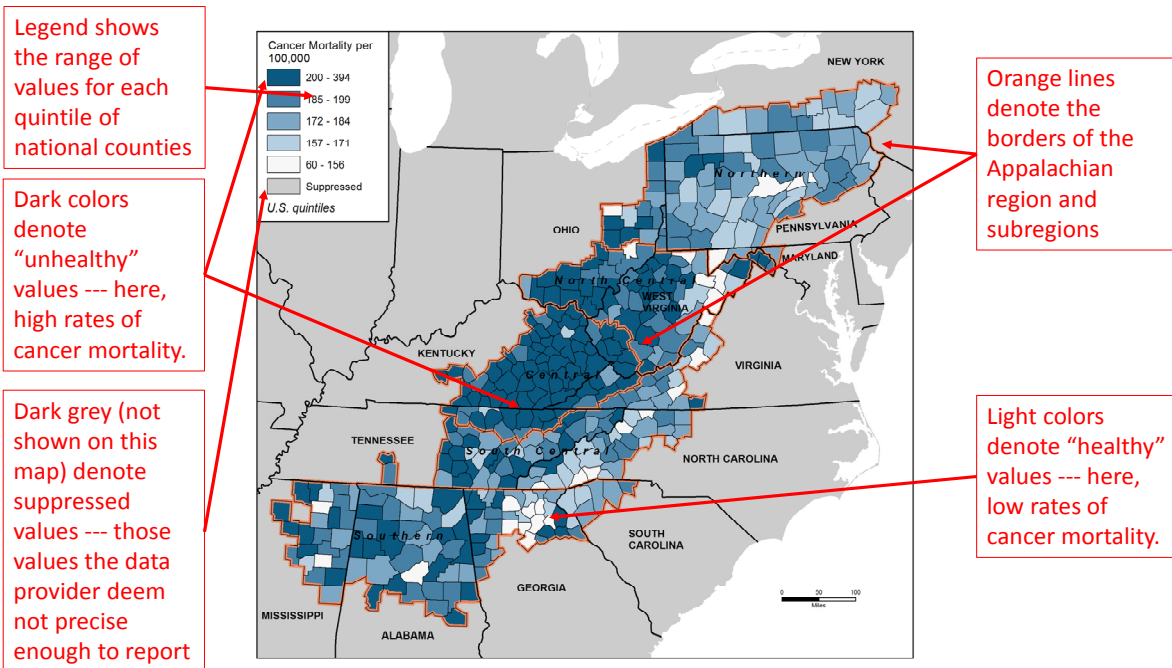 Legend shows
the range of
values for each
quintile of
national counties
Dark colors
denote
“unhealthy”
values --- here,
high rates of
cancer mortality.
Dark grey (not
shown on this
map) denote
suppressed
values --- those
values the data
provider deem
not precise
enough to report
Cancer Mortality per
100,000
200 - 394
185 - 199
172 - 184
157 - 171
60 - 156
Suppressed
U.S. quintiles
NEW YORK
Northern
PENNSYLVANIA
OHIO
MARYLAND
North Central
WEST
VIRGINIA
KENTUCKY
VIRGINIA
Central
TENNESSEE
South Central
NORTH CAROLINA
Southern
SOUTH
CAROLINA
GEORGIA
MISSISSIPPI
ALABAMA
0 50 100
Miles
Orange lines
denote the
borders of the
Appalachian
region and
subregions
Light colors
denote “healthy”
values --- here,
low rates of
cancer mortality.